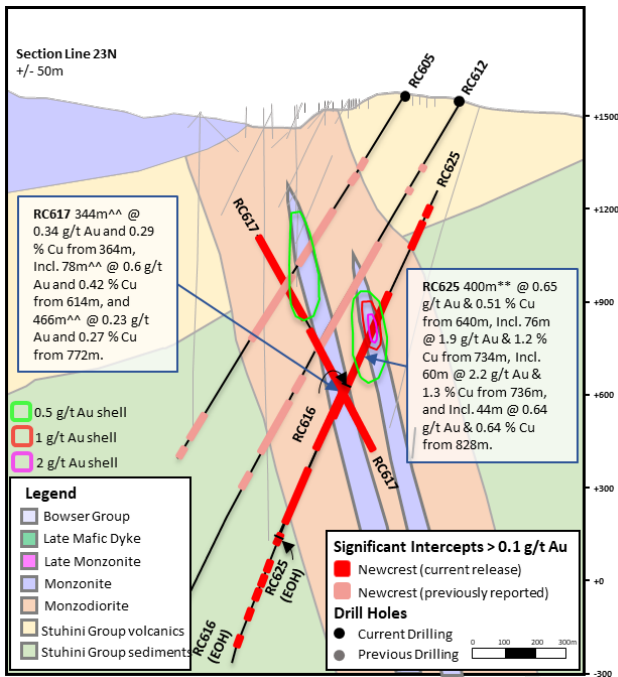 Section Line 23N
+/- 50m
RC605
RC612
RC625
RC617
+1500
+1200
+900
+600
+300
+0
-300
RC617 344m^^ @
0.34 g/t Au and 0.29
% Cu from 364m,
Incl. 78m^^ @ 0.6 g/t
Au and 0.42 % Cu
from 614m, and
466m^^ @ 0.23 g/t
Au and 0.27 % Cu
from 772m.
RC625 400m** @ 0.65
g/t Au & 0.51 % Cu
from 640m, Incl. 76m
@ 1.9 g/t Au & 1.2 %
Cu from 734m, Incl.
60m @ 2.2 g/t Au &
1.3 % Cu from 736m,
and Incl. 44m @ 0.64
g/t Au & 0.64 % Cu
from 828m.
RC616
RC617
0.5 g/t Au shell
1 g/t Au shell
2 g/t Au shell
Legend
Bowser Group
Late Mafic Dyke
Late Monzonite
Monzonite
Monzodiorite
Stuhini Group volcanics
Stuhini Group sediments
RC625
(EOH)
RC616
(EOH)
Significant Intercepts > 0.1 g/t Au
Newcrest (current release)
Newcrest (previously reported)
Drill Holes
Current Drilling
Previous Drilling
0 100 200 300m